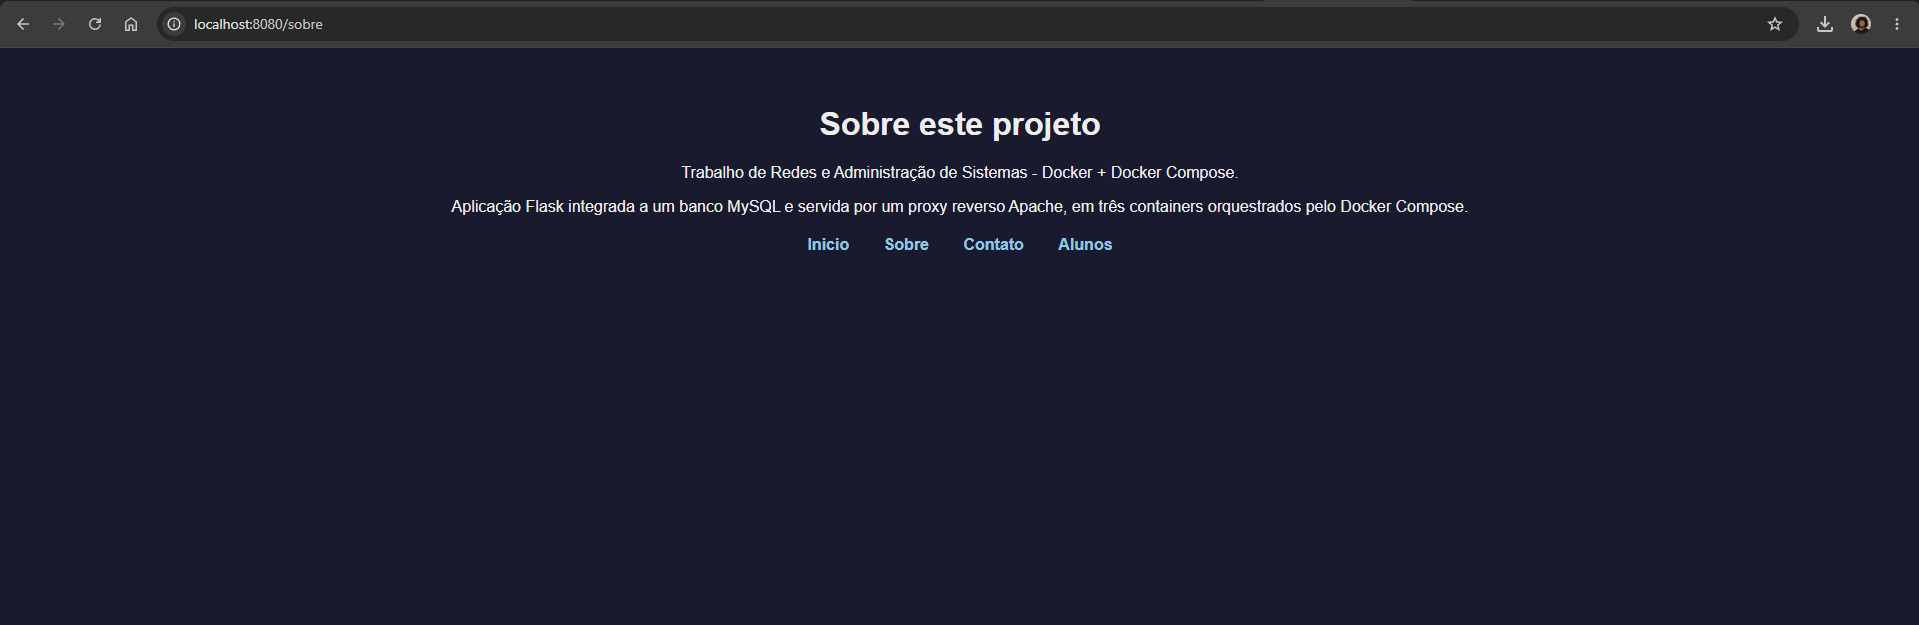 localhost:8080/sobre
Sobre este projeto
Trabalho de Redes e Administração de Sistemas - Docker + Docker Compose.
Aplicação Flask integrada a um banco MySQL e servida por um proxy reverso Apache, em três containers orquestrados pelo Docker Compose.
Inicio Sobre Contato Alunos